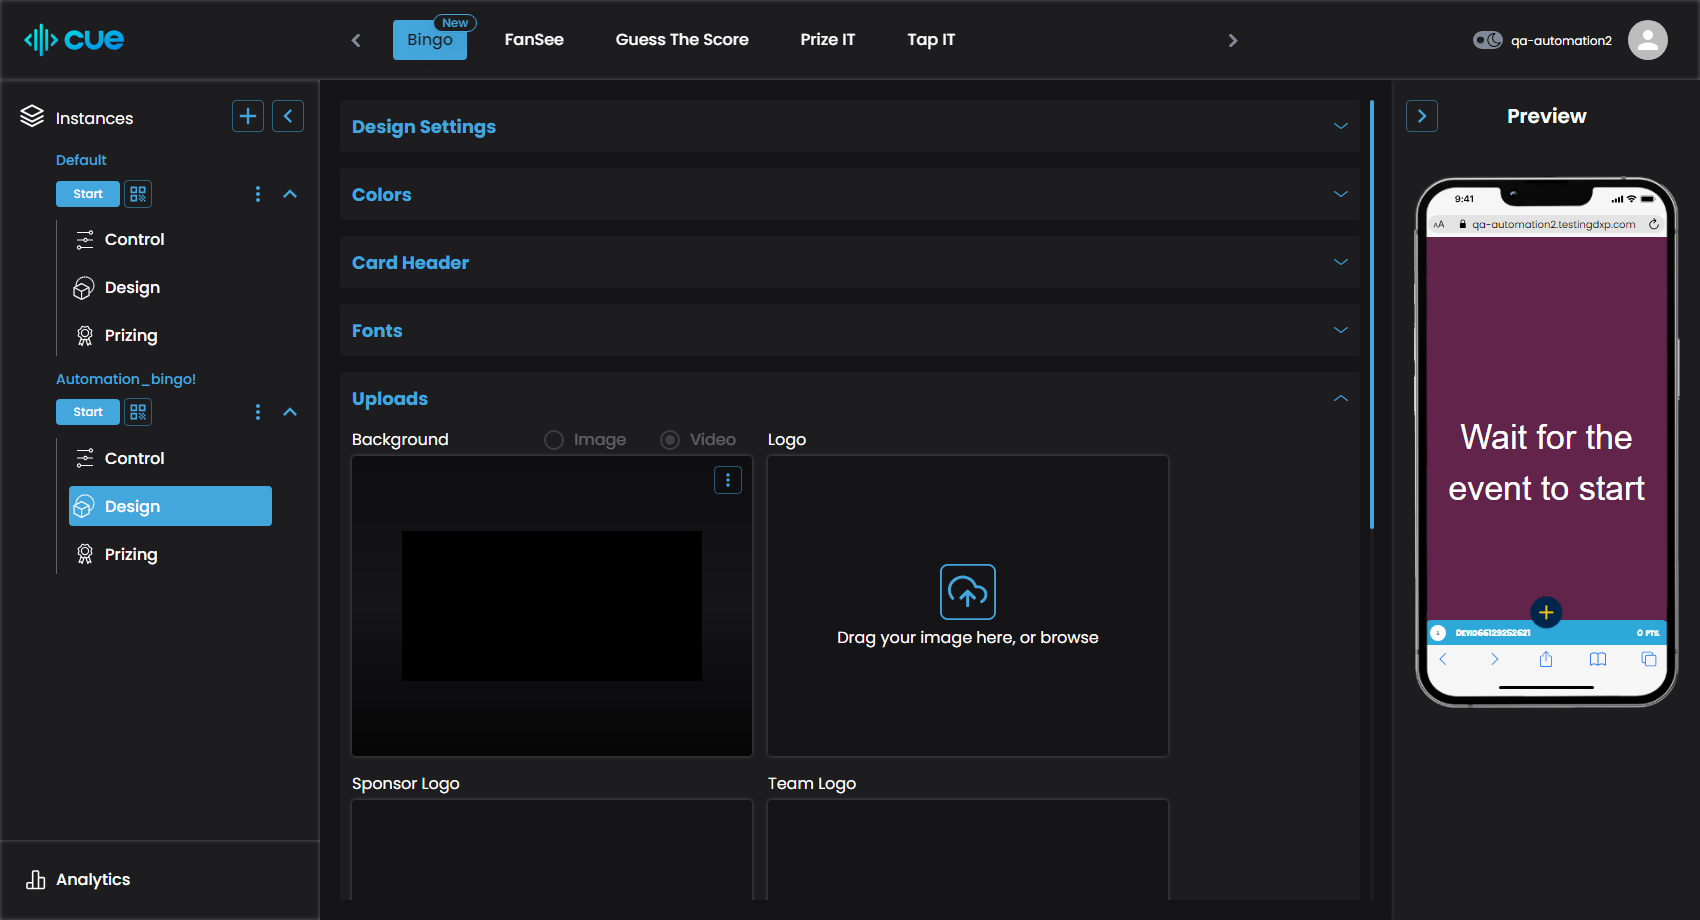 cue
Bingo
New
FanSee
Guess The Score
Prize IT
Tap IT
qa-automation2
Instances
Default
Start
Control
Design
Prizing
Automation_bingo!
Start
Control
Design
Prizing
Analytics
Design Settings
Colors
Card Header
Fonts
Uploads
Background
Image
Video
Logo
Drag your image here, or browse
Sponsor Logo
Team Logo
Preview
9:41
AA
qa-automation2.testingdxp.com
Wait for the
event to start
DEVID66129252621
0 PTS.